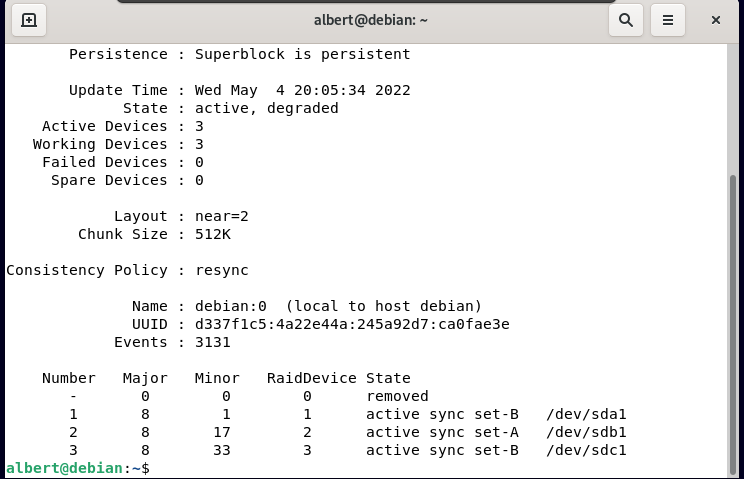 albert@debian: ~
Persistence : Superblock is persistent
Update Time : Wed May  4 20:05:34 2022
State : active, degraded
Active Devices : 3
Working Devices : 3
Failed Devices : 0
Spare Devices : 0
Layout : near=2
Chunk Size : 512K
Consistency Policy : resync
Name : debian:0  (local to host debian)
UUID : d337f1c5:4a22e44a:245a92d7:ca0fae3e
Events : 3131
Number   Major   Minor   RaidDevice State
-       0        0        0      removed
1       8        1        1      active sync set-B   /dev/sda1
2       8       17        2      active sync set-A   /dev/sdb1
3       8       33        3      active sync set-B   /dev/sdc1
albert@debian:~$